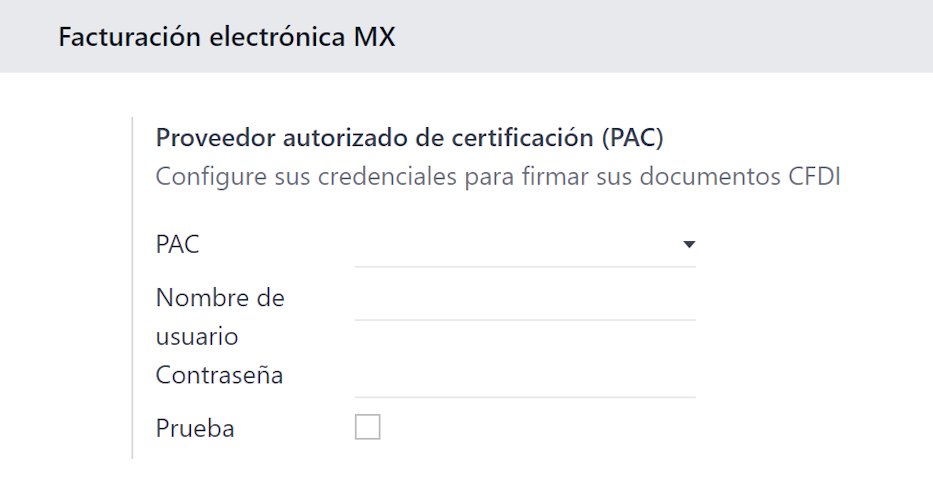 Facturación electrónica MX
Proveedor autorizado de certificación (PAC)
Configure sus credenciales para firmar sus documentos CFDI
PAC
Nombre de
usuario
Contraseña
Prueba